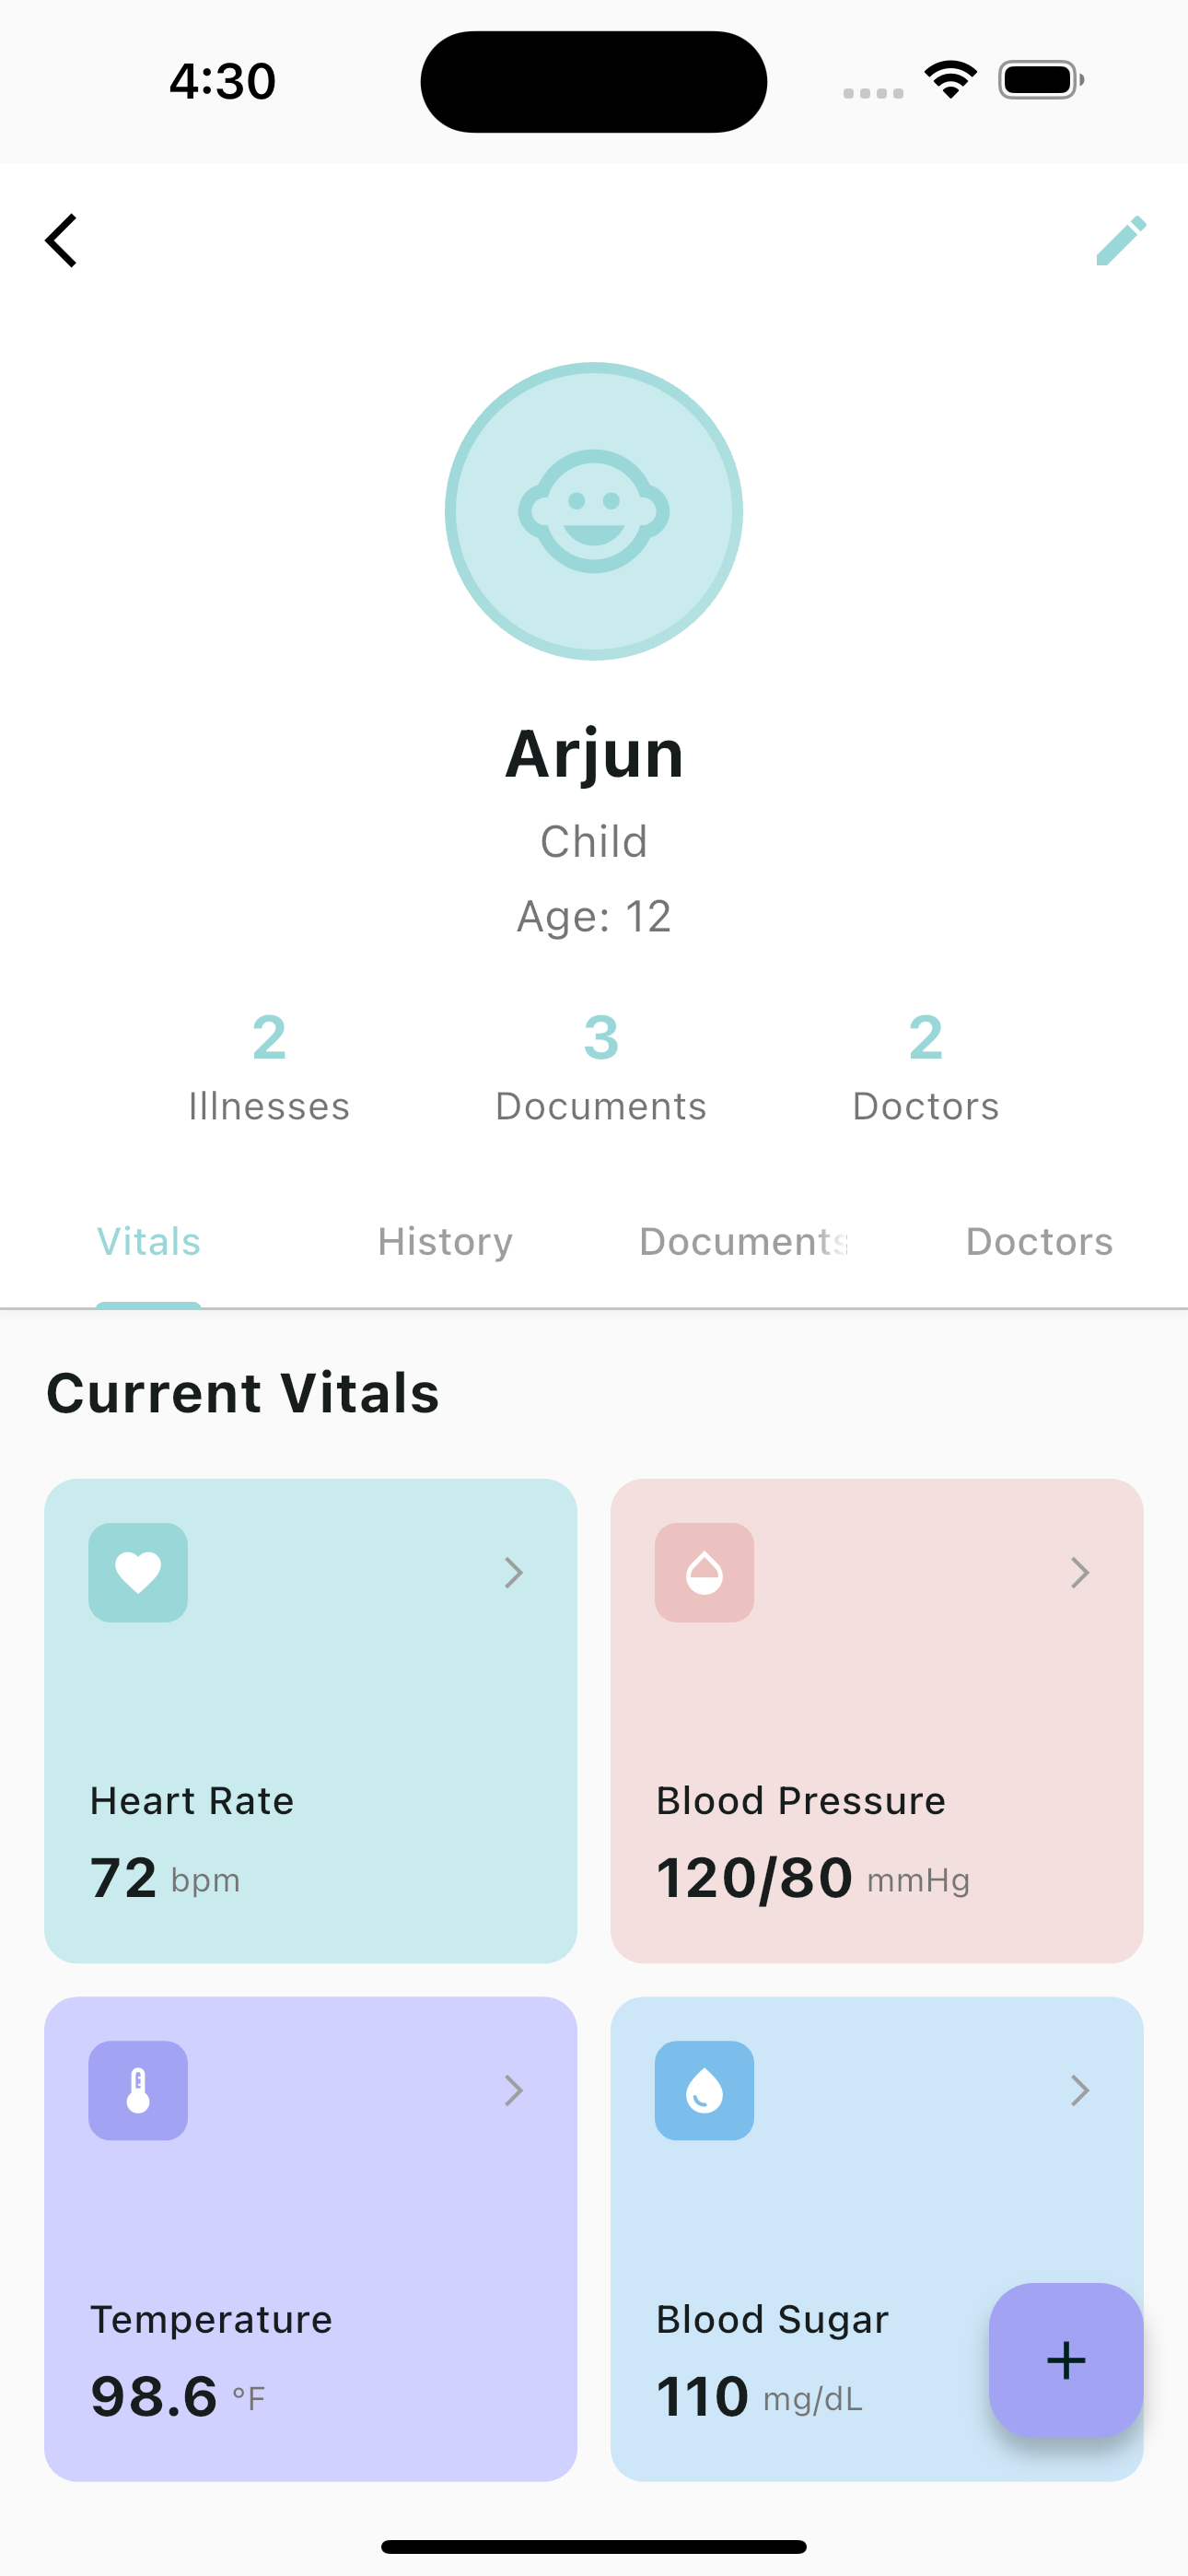 4:30
Arjun
Child
Age: 12
2 3 2
Illnesses Documents Doctors
Vitals History Documents Doctors
Current Vitals
Heart Rate
72 bpm
Blood Pressure
120/80 mmHg
Temperature
98.6 °F
Blood Sugar
110 mg/dL